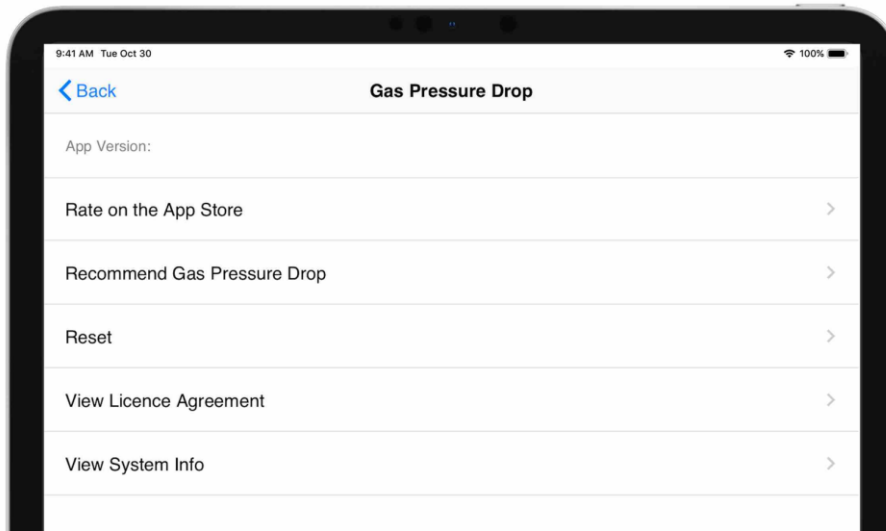 9:41 AM Tue Oct 30
100%
Back
Gas Pressure Drop
App Version:
Rate on the App Store
Recommend Gas Pressure Drop
Reset
View Licence Agreement
View System Info